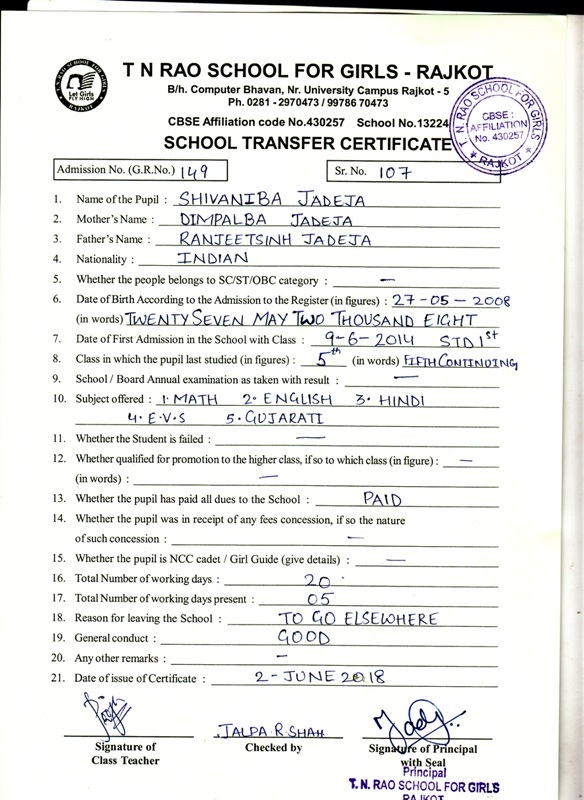 T N RAO SCHOOL FOR GIRLS
Let Girls
FLY HIGH
RAJKOT
T N RAO SCHOOL FOR GIRLS - RAJKOT
B/h. Computer Bhavan, Nr. University Campus Rajkot - 5
Ph. 0281 - 2970473 / 99786 70473
CBSE Affiliation code No.430257 School No.13224
SCHOOL TRANSFER CERTIFICATE
T. N. RAO SCHOOL FOR GIRLS
CBSE :
AFFILIATION
No. 430257
★ RAJKOT ★
Admission No. (G.R.No.) 149 Sr. No. 107
1. Name of the Pupil : SHIVANIBA JADEJA
2. Mother's Name : DIMPALBA JADEJA
3. Father's Name : RANJEETSINH JADEJA
4. Nationality : INDIAN
5. Whether the people belongs to SC/ST/OBC category : —
6. Date of Birth According to the Admission to the Register (in figures) : 27-05-2008
(in words) TWENTY SEVEN MAY TWO THOUSAND EIGHT
7. Date of First Admission in the School with Class : 9-6-2014 STD 1st
8. Class in which the pupil last studied (in figures) : 5th (in words) FIFTH CONTINUING
9. School / Board Annual examination as taken with result : —
10. Subject offered : 1. MATH 2. ENGLISH 3. HINDI
4. E.V.S 5. GUJARATI
11. Whether the Student is failed : —
12. Whether qualified for promotion to the higher class, if so to which class (in figure) : —
(in words) : —
13. Whether the pupil has paid all dues to the School : PAID
14. Whether the pupil was in receipt of any fees concession, if so the nature
of such concession : —
15. Whether the pupil is NCC cadet / Girl Guide (give details) : —
16. Total Number of working days : 20
17. Total Number of working days present : 05
18. Reason for leaving the School : TO GO ELSEWHERE
19. General conduct : GOOD
20. Any other remarks : —
21. Date of issue of Certificate : 2-JUNE 2018
JALPA.R.SHAH
Signature of Checked by Signature of Principal
Class Teacher with Seal
Principal
T. N. RAO SCHOOL FOR GIRLS
RAJKOT